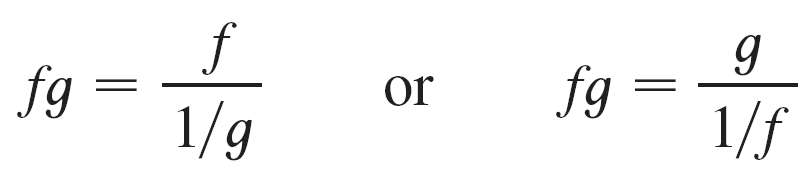 fg = f / (1/g) or fg = g / (1/f)